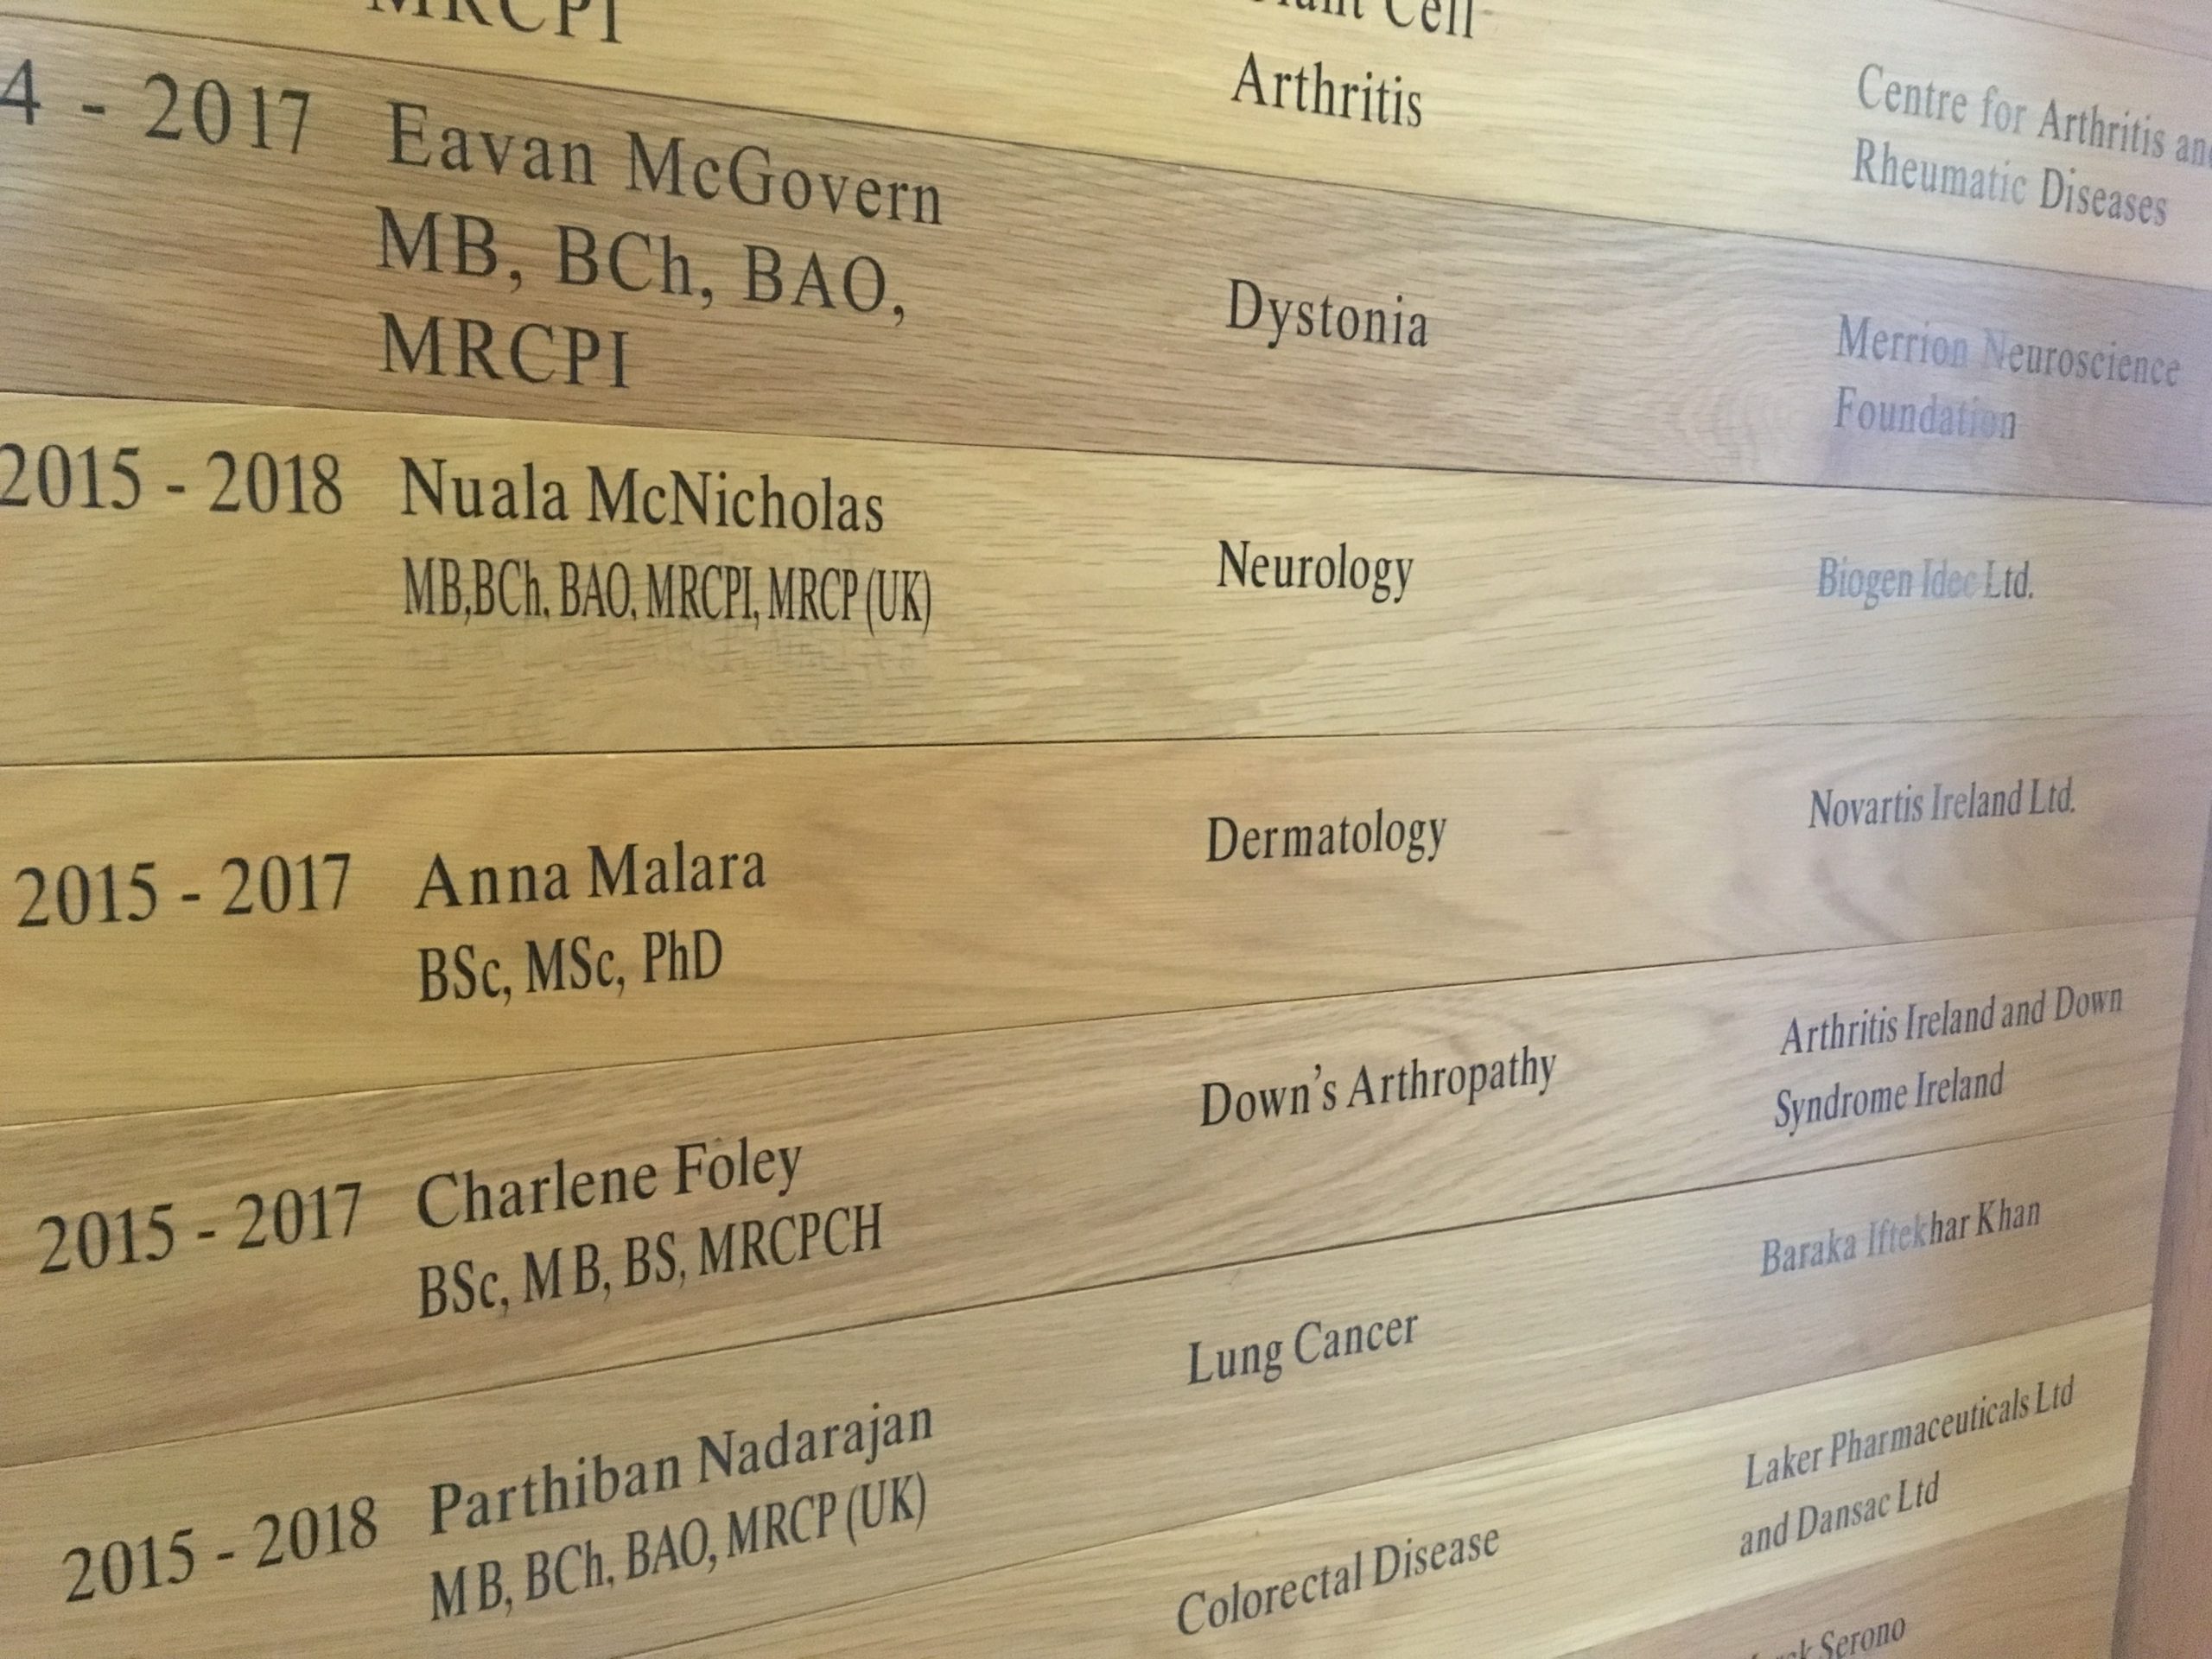 MRCPI
Cell
Arthritis
Centre for Arthritis and
Rheumatic Diseases
4 - 2017 Eavan McGovern
MB, BCh, BAO,
MRCPI
Dystonia
Merrion Neuroscience
Foundation
2015 - 2018 Nuala McNicholas
MB,BCh, BAO, MRCPI, MRCP (UK)
Neurology
Biogen Idec Ltd.
2015 - 2017 Anna Malara
BSc, MSc, PhD
Dermatology
Novartis Ireland Ltd.
2015 - 2017 Charlene Foley
BSc, MB, BS, MRCPCH
Down's Arthropathy
Arthritis Ireland and Down
Syndrome Ireland
2015 - 2018 Parthiban Nadarajan
MB, BCh, BAO, MRCP (UK)
Lung Cancer
Baraka Iftekhar Khan
Colorectal Disease
Laker Pharmaceuticals Ltd
and Dansac Ltd
Serono